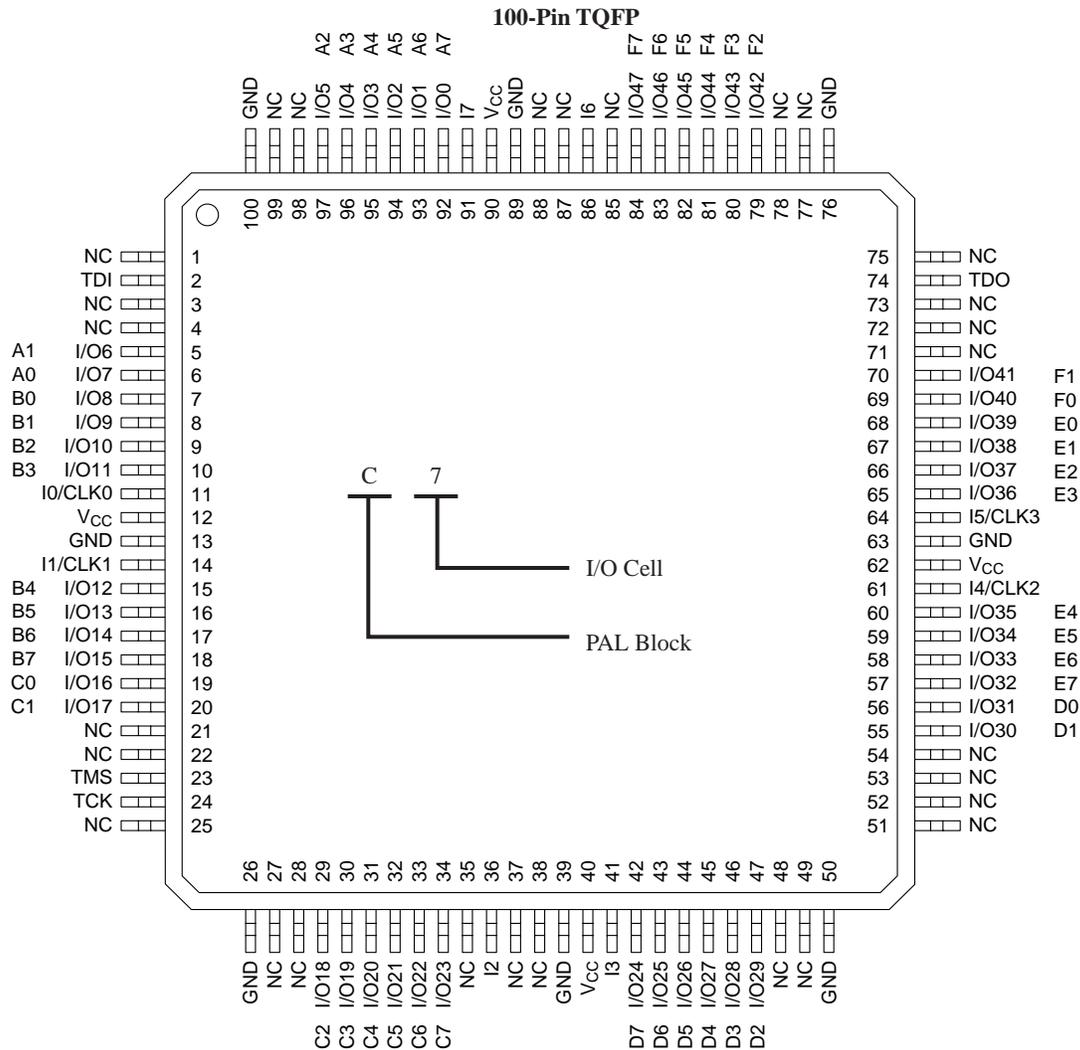 100-Pin TQFP
A2 A3 A4 A5 A6 A7 F7 F6 F5 F4 F3 F2
GND NC NC I/O5 I/O4 I/O3 I/O2 I/O1 I/O0 I7 VCC GND NC NC I6 NC I/O47 I/O46 I/O45 I/O44 I/O43 I/O42 NC NC GND
100 99 98 97 96 95 94 93 92 91 90 89 88 87 86 85 84 83 82 81 80 79 78 77 76
NC 1 75 NC
TDI 2 74 TDO
NC 3 73 NC
NC 4 72 NC
A1 I/O6 5 71 NC
A0 I/O7 6 70 I/O41 F1
B0 I/O8 7 69 I/O40 F0
B1 I/O9 8 68 I/O39 E0
B2 I/O10 9 67 I/O38 E1
B3 I/O11 10 C 7 66 I/O37 E2
I0/CLK0 11 65 I/O36 E3
VCC 12 64 I5/CLK3
GND 13 63 GND
I1/CLK1 14 I/O Cell 62 VCC
B4 I/O12 15 61 I4/CLK2
B5 I/O13 16 60 I/O35 E4
B6 I/O14 17 PAL Block 59 I/O34 E5
B7 I/O15 18 58 I/O33 E6
C0 I/O16 19 57 I/O32 E7
C1 I/O17 20 56 I/O31 D0
NC 21 55 I/O30 D1
NC 22 54 NC
TMS 23 53 NC
TCK 24 52 NC
NC 25 51 NC
26 27 28 29 30 31 32 33 34 35 36 37 38 39 40 41 42 43 44 45 46 47 48 49 50
GND NC NC I/O18 I/O19 I/O20 I/O21 I/O22 I/O23 NC I2 NC NC GND VCC I3 I/O24 I/O25 I/O26 I/O27 I/O28 I/O29 NC NC GND
C2 C3 C4 C5 C6 C7 D7 D6 D5 D4 D3 D2